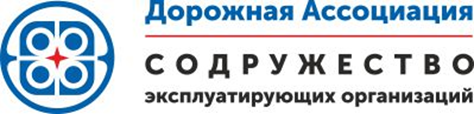 Дорожная Ассоциация
СОДРУЖЕСТВО
эксплуатирующих организаций